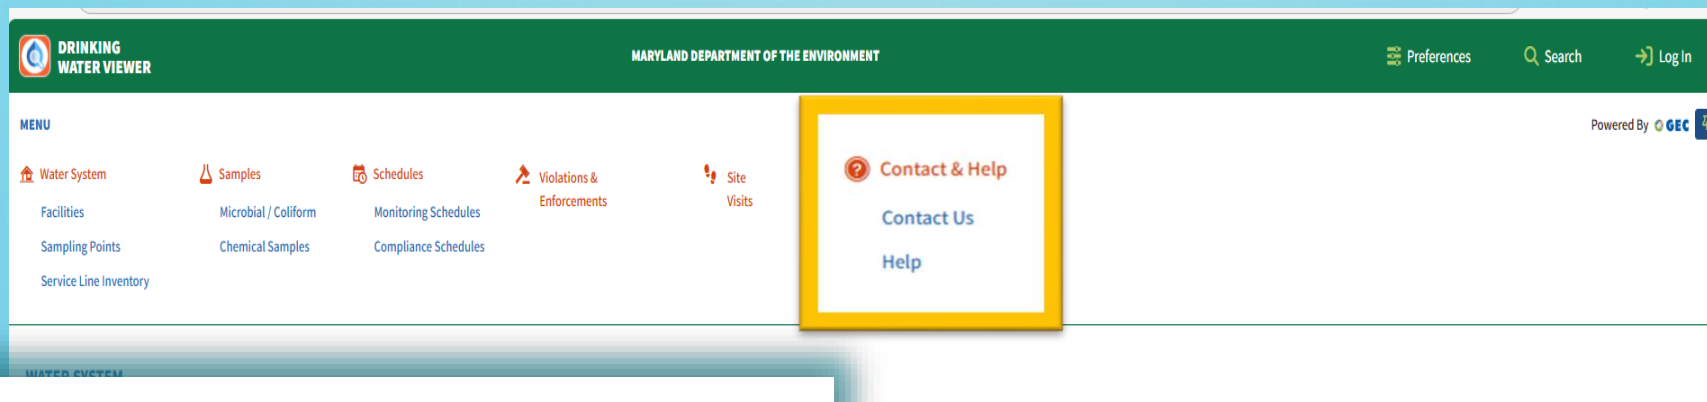 DRINKING
WATER VIEWER
MARYLAND DEPARTMENT OF THE ENVIRONMENT
Preferences
Search
Log In
MENU
Powered By GEC
Water System
Facilities
Sampling Points
Service Line Inventory
Samples
Microbial / Coliform
Chemical Samples
Schedules
Monitoring Schedules
Compliance Schedules
Violations &
Enforcements
Site
Visits
Contact & Help
Contact Us
Help
WATER SYSTEM